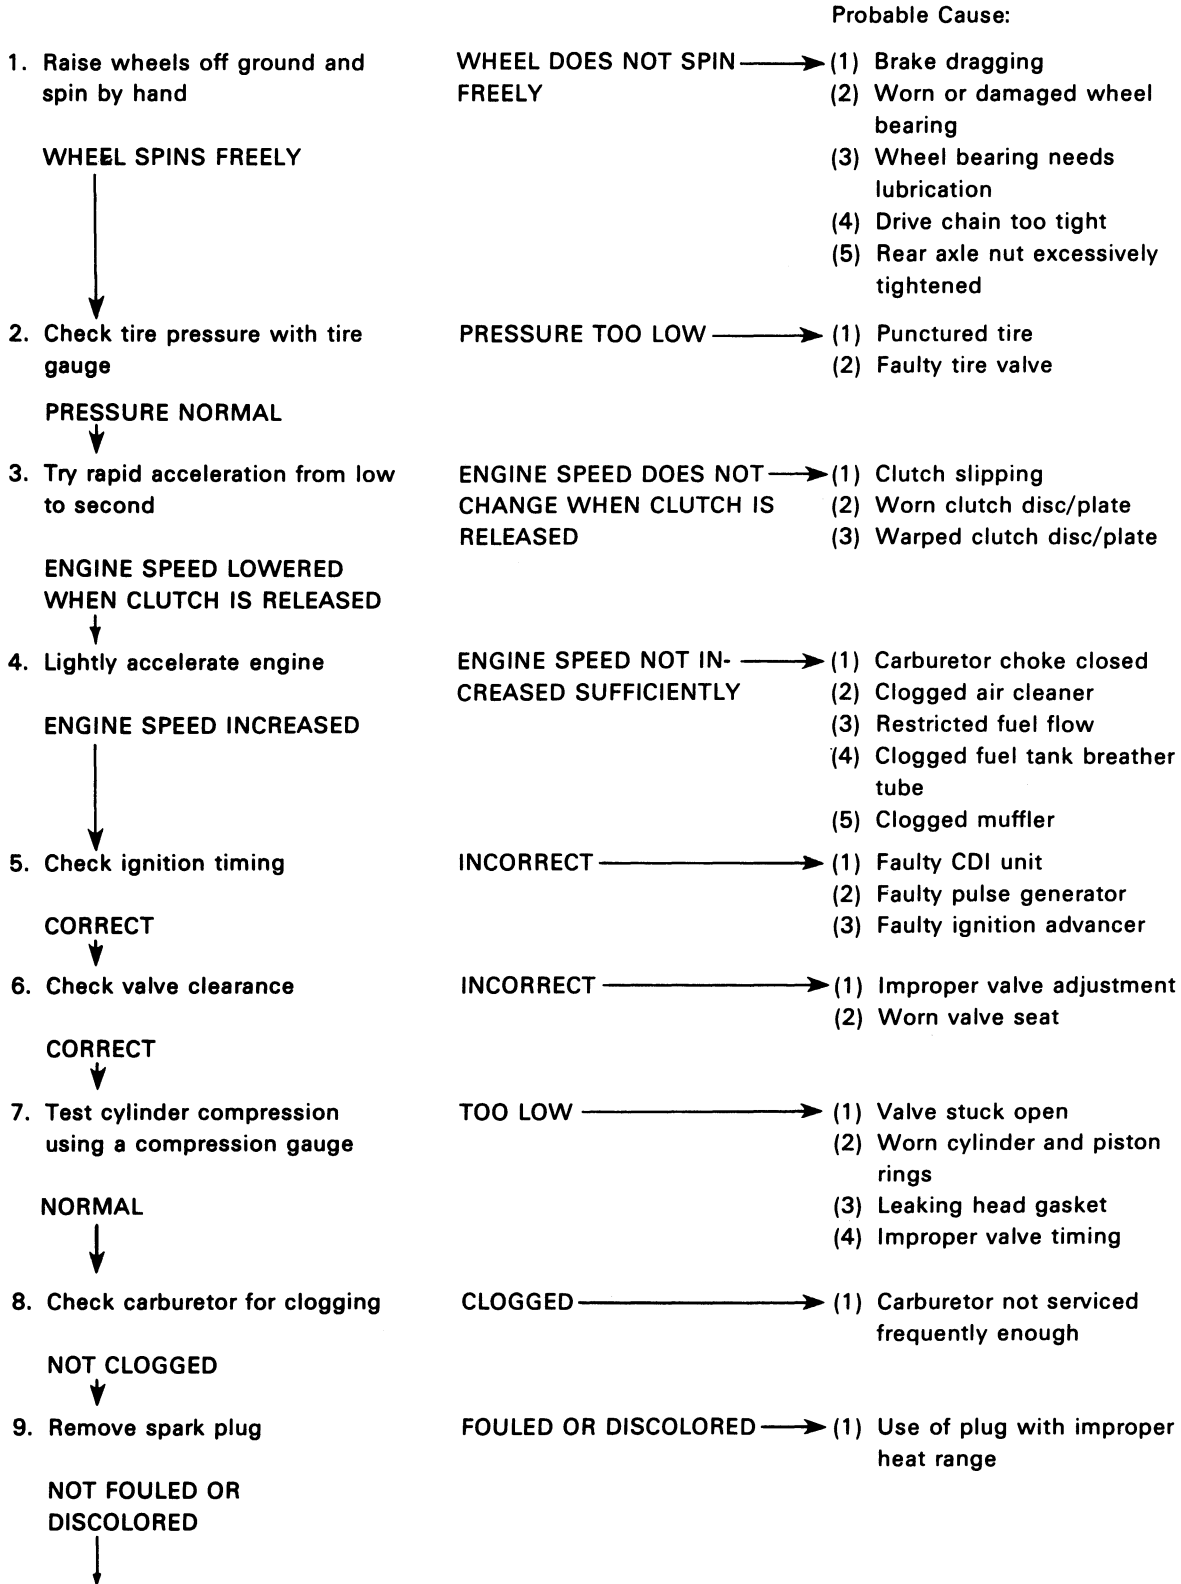 Probable Cause:
1. Raise wheels off ground and
spin by hand
WHEEL SPINS FREELY
WHEEL DOES NOT SPIN
FREELY
(1) Brake dragging
(2) Worn or damaged wheel
bearing
(3) Wheel bearing needs
lubrication
(4) Drive chain too tight
(5) Rear axle nut excessively
tightened
2. Check tire pressure with tire
gauge
PRESSURE NORMAL
PRESSURE TOO LOW
(1) Punctured tire
(2) Faulty tire valve
3. Try rapid acceleration from low
to second
ENGINE SPEED LOWERED
WHEN CLUTCH IS RELEASED
ENGINE SPEED DOES NOT
CHANGE WHEN CLUTCH IS
RELEASED
(1) Clutch slipping
(2) Worn clutch disc/plate
(3) Warped clutch disc/plate
4. Lightly accelerate engine
ENGINE SPEED INCREASED
ENGINE SPEED NOT IN-
CREASED SUFFICIENTLY
(1) Carburetor choke closed
(2) Clogged air cleaner
(3) Restricted fuel flow
(4) Clogged fuel tank breather
tube
(5) Clogged muffler
5. Check ignition timing
CORRECT
INCORRECT
(1) Faulty CDI unit
(2) Faulty pulse generator
(3) Faulty ignition advancer
6. Check valve clearance
CORRECT
INCORRECT
(1) Improper valve adjustment
(2) Worn valve seat
7. Test cylinder compression
using a compression gauge
NORMAL
TOO LOW
(1) Valve stuck open
(2) Worn cylinder and piston
rings
(3) Leaking head gasket
(4) Improper valve timing
8. Check carburetor for clogging
NOT CLOGGED
CLOGGED
(1) Carburetor not serviced
frequently enough
9. Remove spark plug
NOT FOULED OR
DISCOLORED
FOULED OR DISCOLORED
(1) Use of plug with improper
heat range